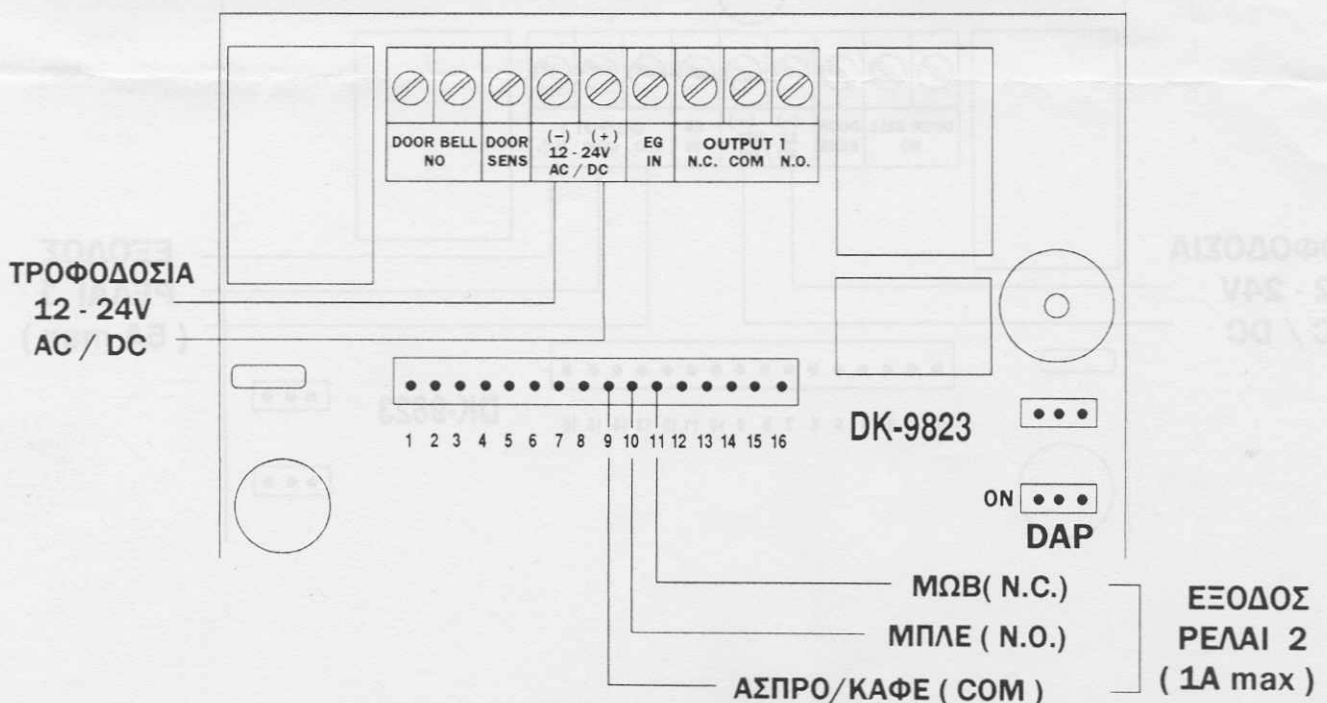 DOOR BELL NO
DOOR SENS
(-) (+)
12 - 24V
AC / DC
EG IN
OUTPUT 1
N.C. COM N.O.
ΤΡΟΦΟΔΟΣΙΑ
12 - 24V
AC / DC
1 2 3 4 5 6 7 8 9 10 11 12 13 14 15 16
DK-9823
ON
DAP
ΜΩΒ( N.C.)
ΜΠΛΕ ( N.O.)
ΑΣΠΡΟ/ΚΑΦΕ ( COM )
ΕΞΟΔΟΣ
ΡΕΛΑΙ 2
( 1A max )